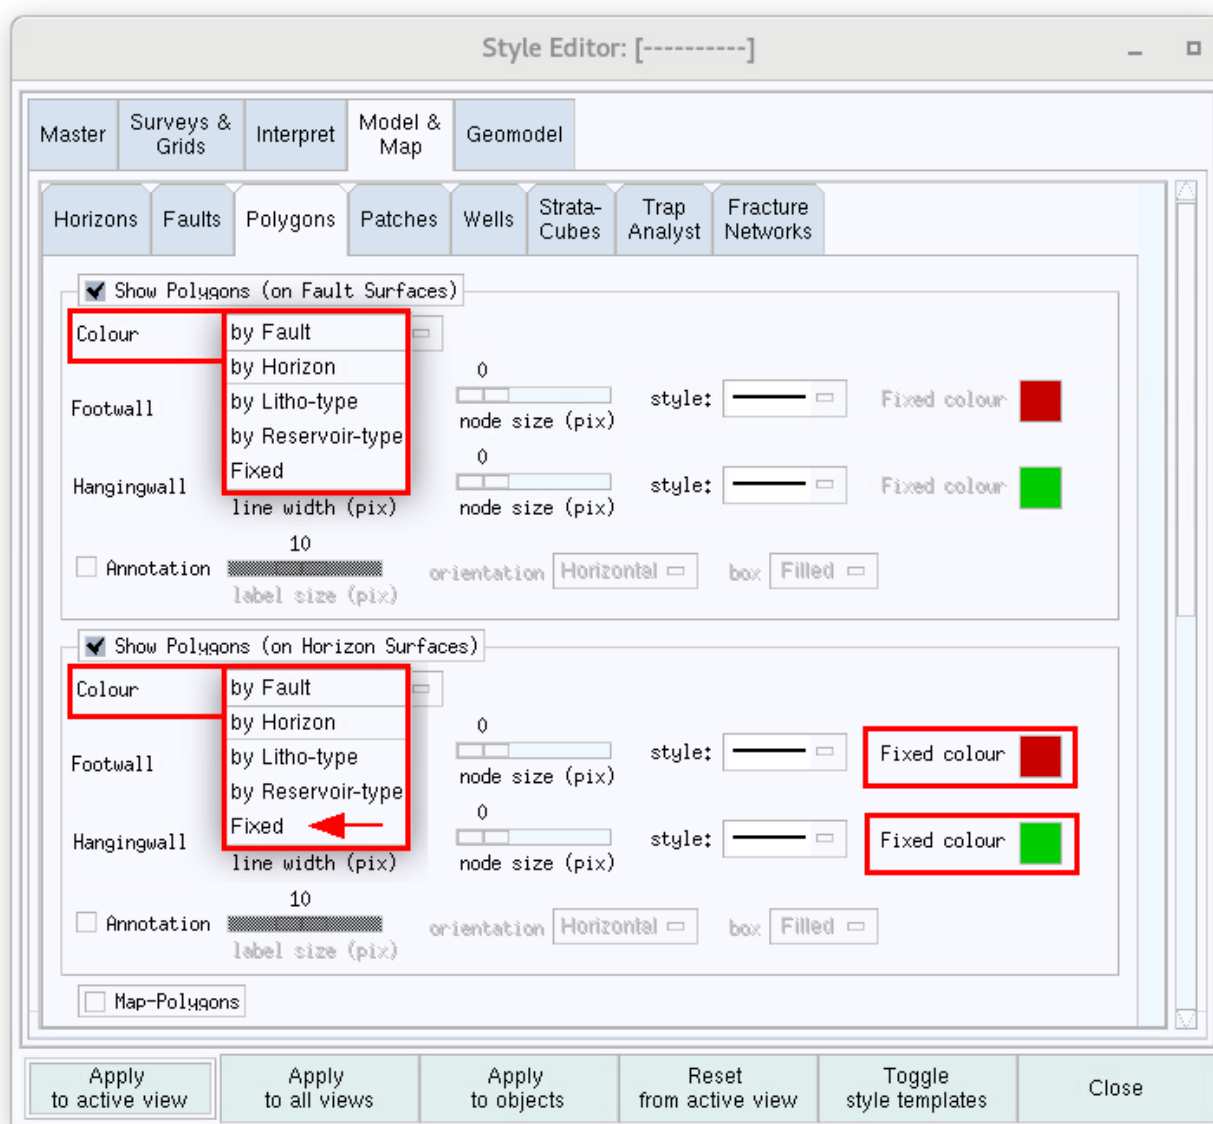 Style Editor: [----------]
Master
Surveys &
Grids
Interpret
Model &
Map
Geomodel
Horizons
Faults
Polygons
Patches
Wells
Strata-
Cubes
Trap
Analyst
Fracture
Networks
Show Polygons (on Fault Surfaces)
Colour
by Fault
by Horizon
by Litho-type
by Reservoir-type
Fixed
Footwall
0
node size (pix)
style:
Fixed colour
Hangingwall
line width (pix)
0
node size (pix)
style:
Fixed colour
Annotation
10
label size (pix)
orientation
Horizontal
box
Filled
Show Polygons (on Horizon Surfaces)
Colour
by Fault
by Horizon
by Litho-type
by Reservoir-type
Fixed
Footwall
0
node size (pix)
style:
Fixed colour
Hangingwall
line width (pix)
0
node size (pix)
style:
Fixed colour
Annotation
10
label size (pix)
orientation
Horizontal
box
Filled
Map-Polygons
Apply
to active view
Apply
to all views
Apply
to objects
Reset
from active view
Toggle
style templates
Close